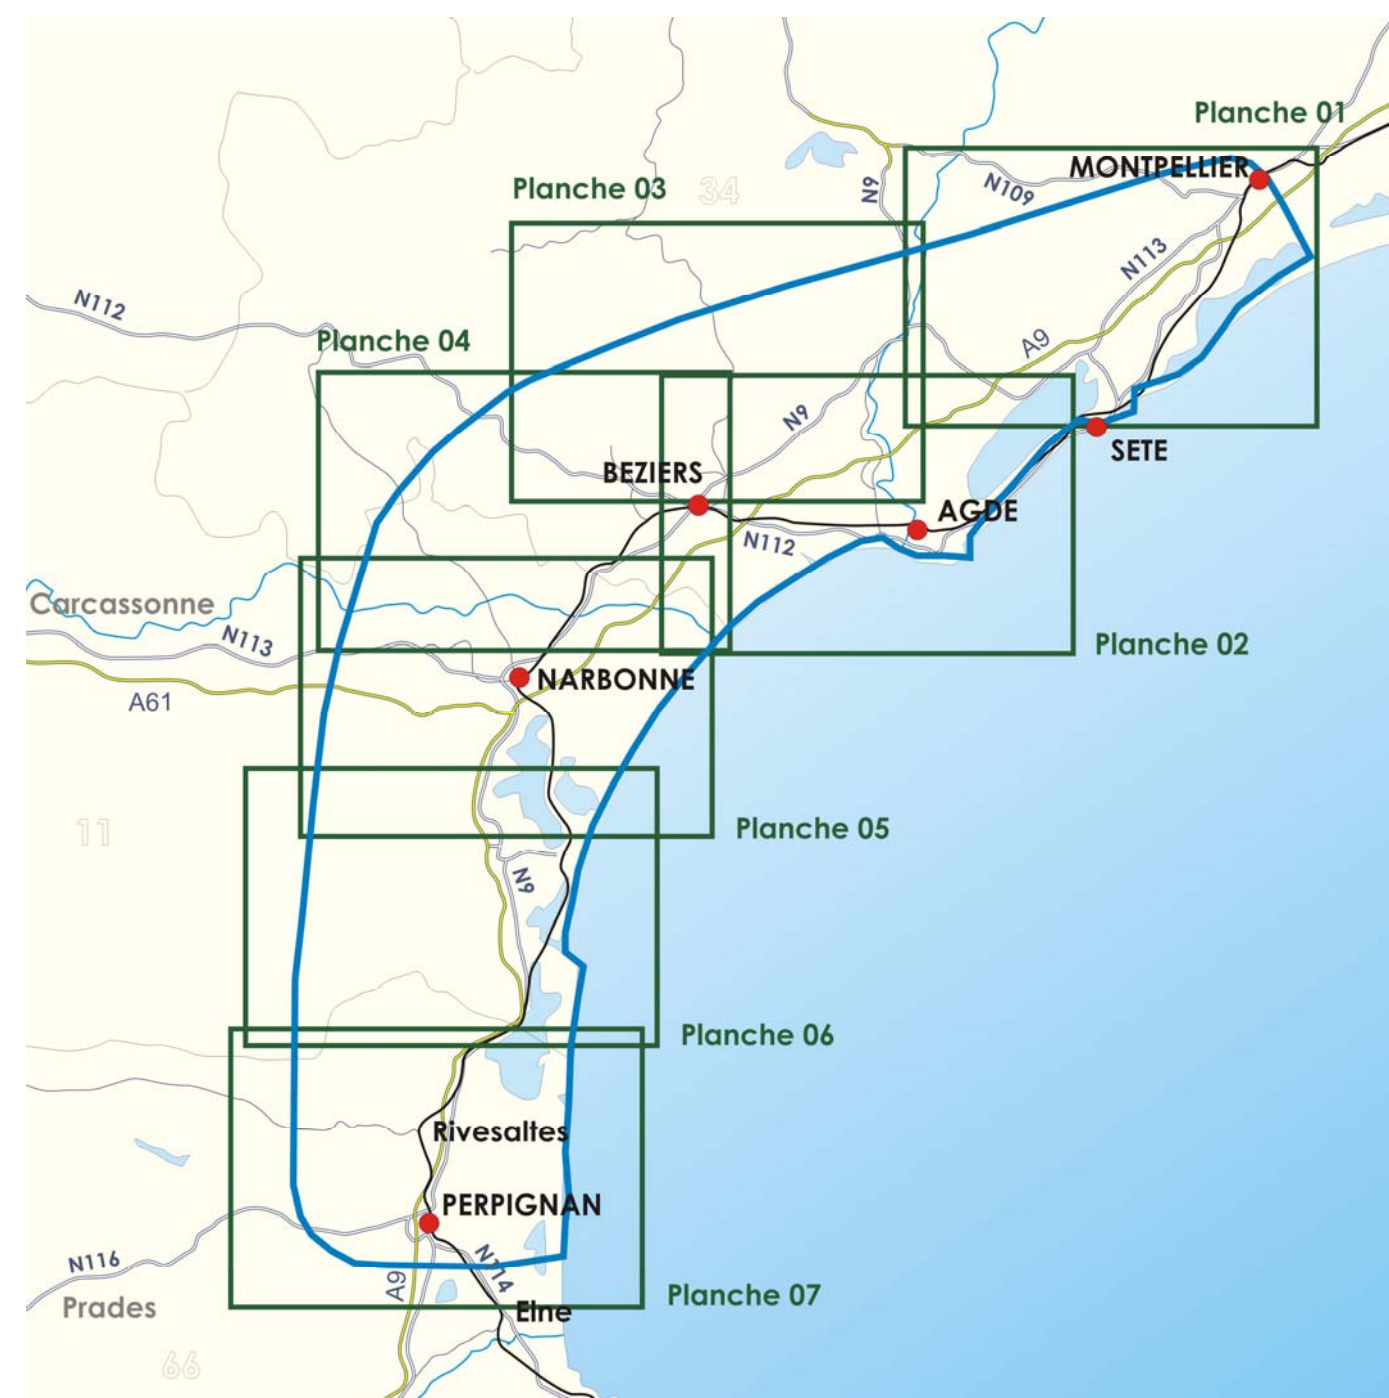 Planche 01
MONTPELLIER
Planche 03
34
N9
N109
N113
N112
Planche 04
A9
N9
SETE
BEZIERS
AGDE
N112
Carcassonne
N113
Planche 02
NARBONNE
A61
11
Planche 05
N9
Planche 06
Rivesaltes
PERPIGNAN
N116
N114
A9
Prades
Planche 07
Elne
66